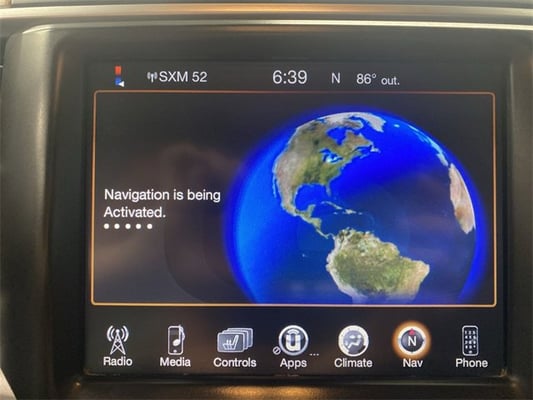 SXM 52 6:39 N 86° out.
Navigation is being
Activated.
Radio Media Controls Apps Climate Nav Phone